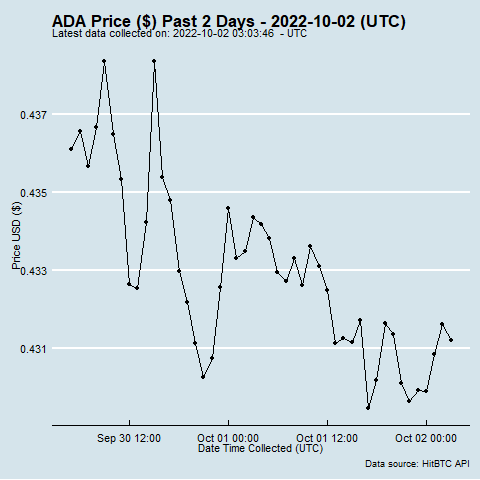 ADA Price ($) Past 2 Days - 2022-10-02 (UTC)
Latest data collected on: 2022-10-02 03:03:46 - UTC
0.437
0.435
0.433
0.431
Price USD ($)
Sep 30 12:00
Oct 01 00:00
Oct 01 12:00
Oct 02 00:00
Date Time Collected (UTC)
Data source: HitBTC API